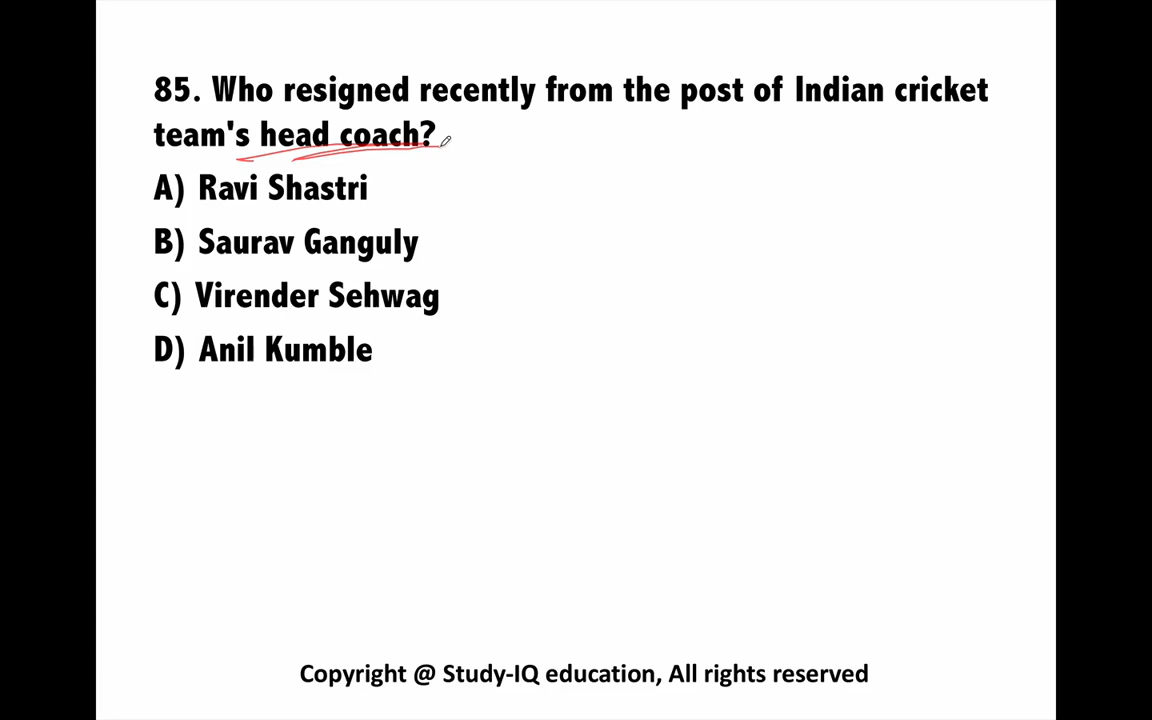 85. Who resigned recently from the post of Indian cricket
team's head coach?
A) Ravi Shastri
B) Saurav Ganguly
C) Virender Sehwag
D) Anil Kumble
Copyright @ Study-IQ education, All rights reserved